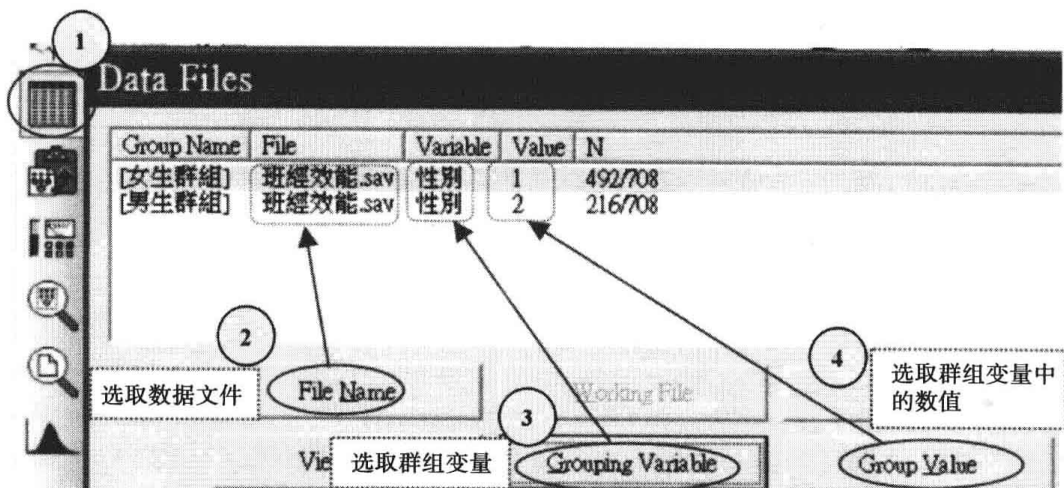 1
Data Files
Group Name File Variable Value N
[女生群組] 班經效能.sav 性別 1 492/708
[男生群組] 班經效能.sav 性別 2 216/708
2
4
选取数据文件
File Name
Working File
选取群组变量中
的数值
3
Vie
选取群组变量
Grouping Variable
Group Value